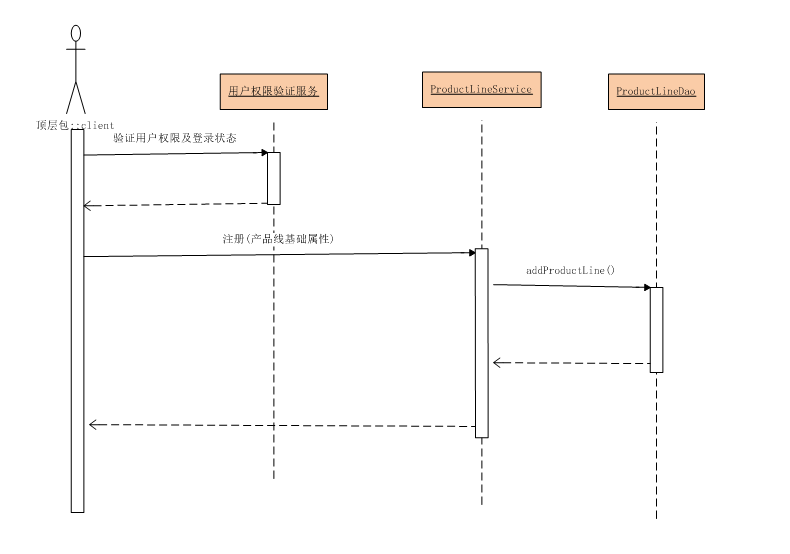 用户权限验证服务
ProductLineService
ProductLineDao
顶层包::client
验证用户权限及登录状态
注册(产品线基础属性)
addProductLine()